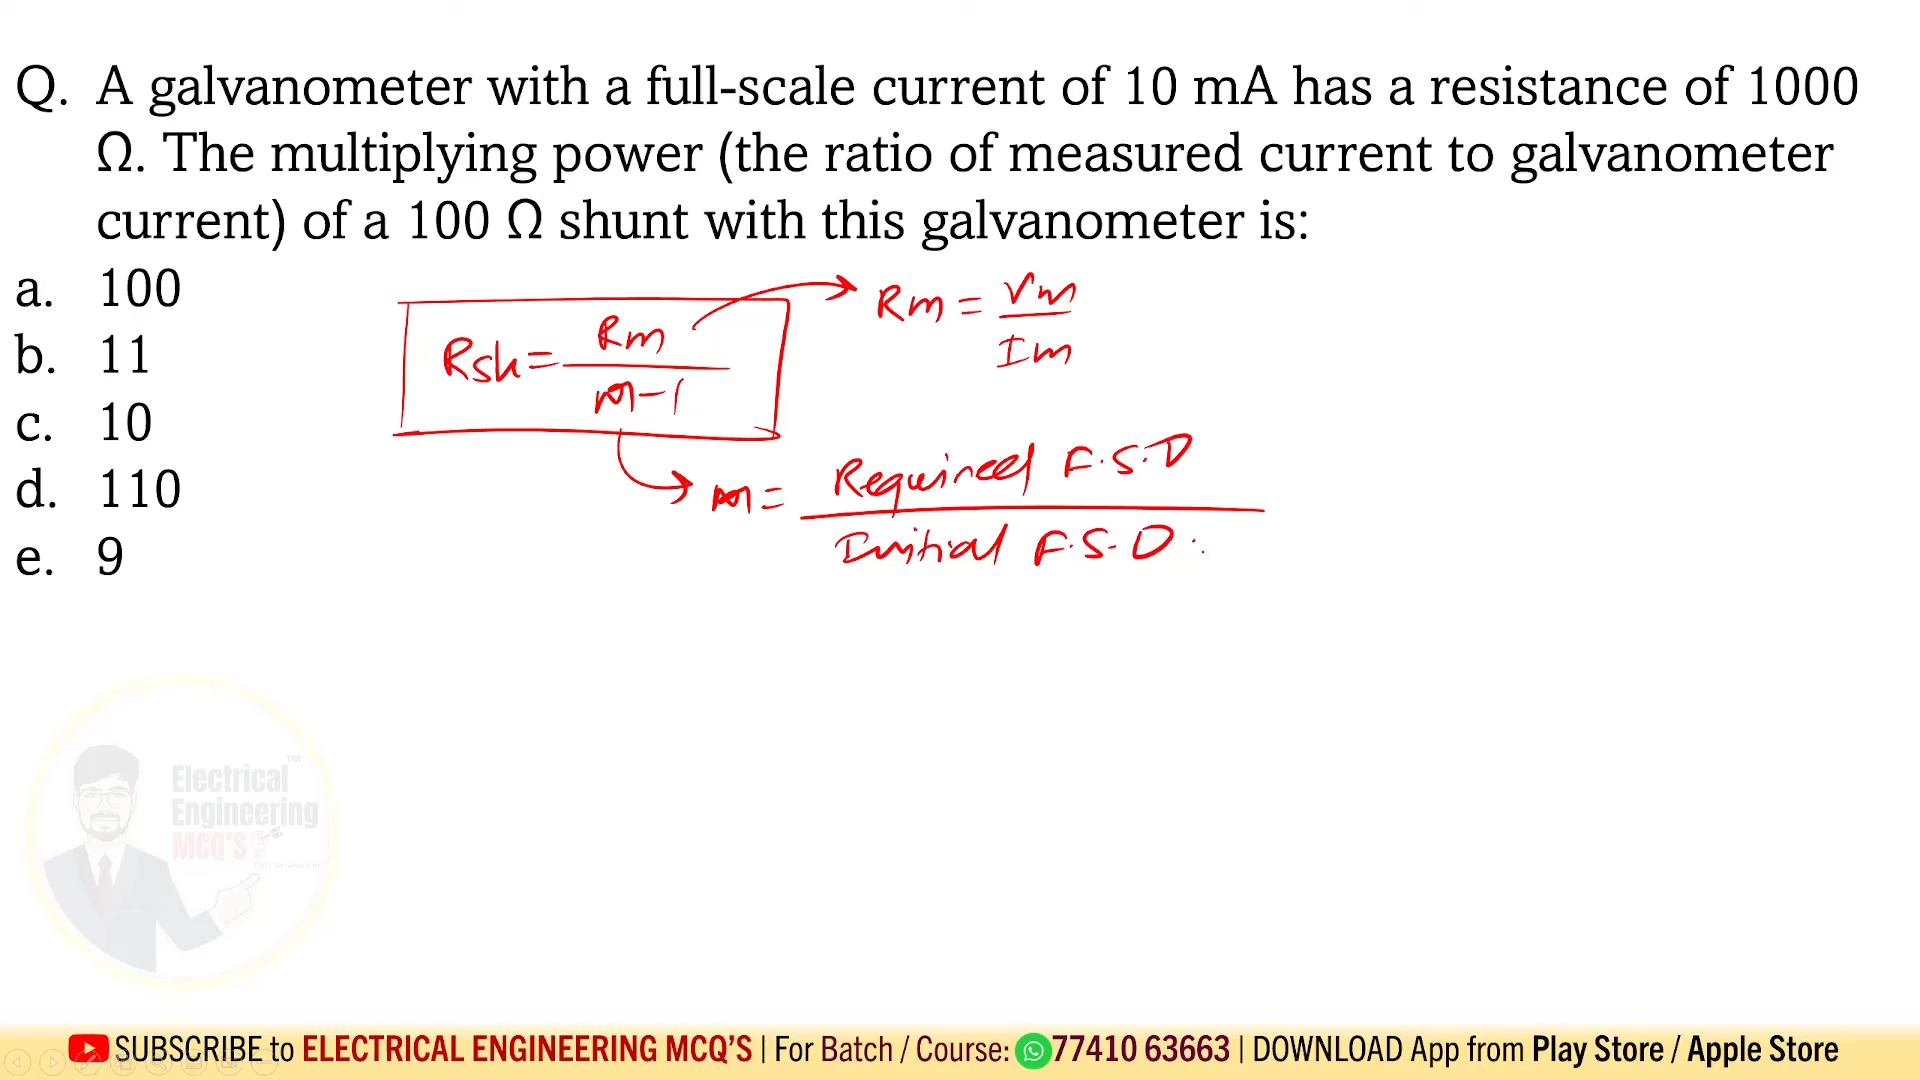 Q. A galvanometer with a full-scale current of 10 mA has a resistance of 1000
Ω. The multiplying power (the ratio of measured current to galvanometer
current) of a 100 Ω shunt with this galvanometer is:
a. 100
b. 11
c. 10
d. 110
e. 9
Rsh = Rm / m-1
Rm = Vm / Im
m = Required F.S.D / Initial F.S.D.
Electrical TM
Engineering
MCQ'S
SUBSCRIBE to ELECTRICAL ENGINEERING MCQ'S | For Batch / Course: 77410 63663 | DOWNLOAD App from Play Store / Apple Store